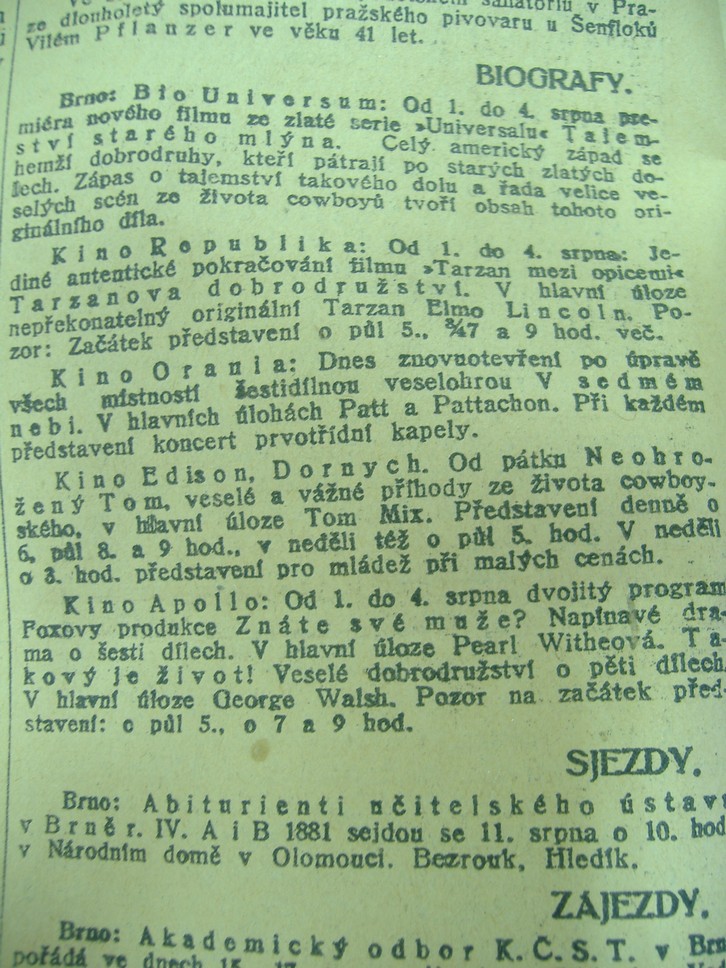 sanatoriu v Pra-
ze dlouholetý spolumajitel pražského pivovaru u Šenfloků
Vilém Pflanzer ve věku 41 let.
BIOGRAFY.
Brno: Bio Universum: Od 1. do 4. srpna pre-
miéra nového filmu ze zlaté serie »Universalu« Tajem-
ství starého mlýna. Celý americký západ se
hemží dobrodruhy, kteří pátrají po starých zlatých do-
lech. Zápas o tajemství takového dolu a řada velice ve-
selých scén ze života cowboyů tvoří obsah tohoto ori-
ginálního díla.
Kino Republika: Od 1. do 4. srpna: Je-
diné autentické pokračování filmu »Tarzan mezi opicemi«
Tarzanova dobrodružství. V hlavní úloze
nepřekonatelný originální Tarzan Elmo Lincoln. Po-
zor: Začátek představení o půl 5., ¾7 a 9 hod. več.
Kino Orania: Dnes znovuotevření po úpravě
všech místností šestidílnou veselohrou V sedmém
nebi. V hlavních úlohách Patt a Pattachon. Při každém
představení koncert prvotřídní kapely.
Kino Edison, Dornych. Od pátku Neohro-
žený Tom, veselé a vážné příhody ze života cowboy-
ského, v hlavní úloze Tom Mix. Představení denně o
6, půl 8. a 9 hod., v neděli též o půl 5. hod. V neděli
o 3. hod. představení pro mládež při malých cenách.
Kino Apollo: Od 1. do 4. srpna dvojitý program
Foxovy produkce Znáte své muže? Napínavé dra-
ma o šesti dílech. V hlavní úloze Pearl Witheová. Ta-
kový je život! Veselé dobrodružství o pěti dílech.
V hlavní úloze George Walsh. Pozor na začátek před-
stavení: o půl 5., o 7 a 9 hod.
SJEZDY.
Brno: Abiturienti učitelského ústavu
v Brně r. IV. A i B 1881 sejdou se 11. srpna o 10. hod
v Národním domě v Olomouci. Bezrouk, Hledík.
ZÁJEZDY.
Brno: Akademický odbor K. Č. S. T. v Brn
pořádá ve dnech